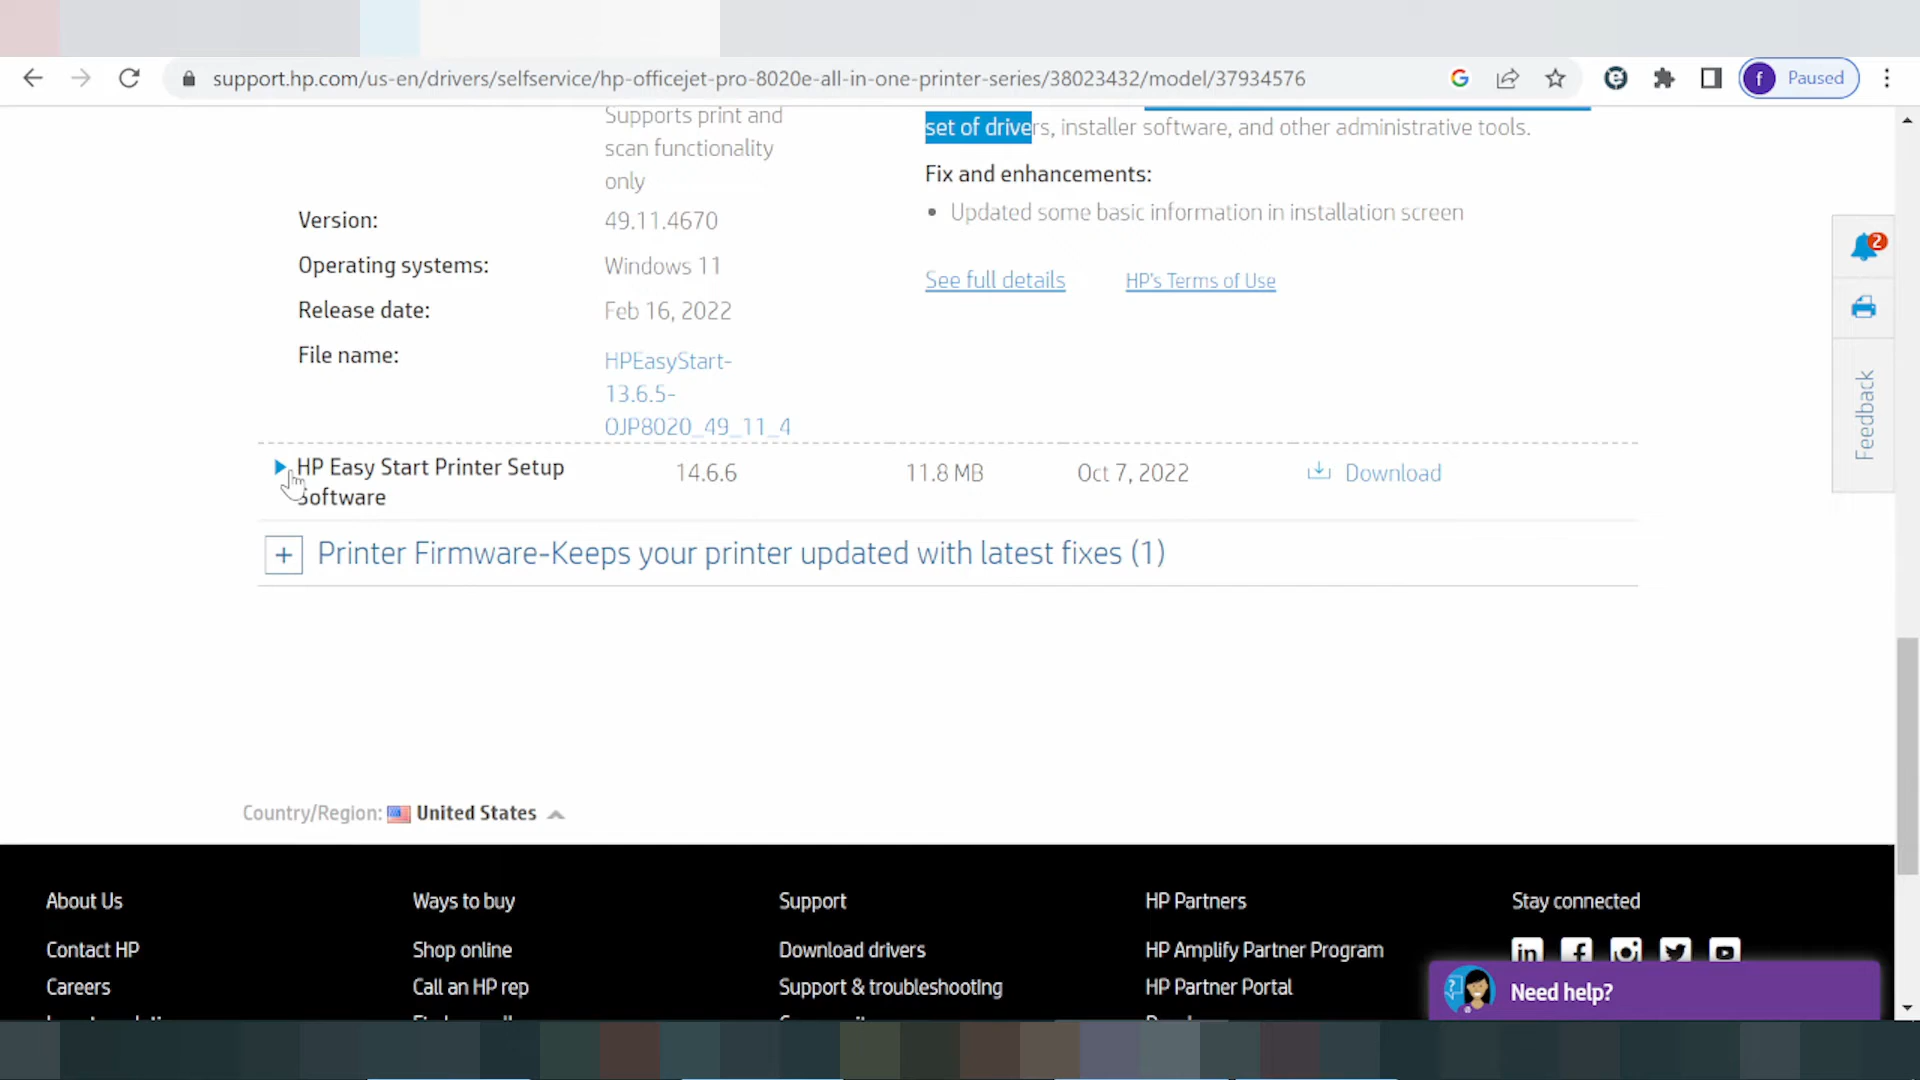 support.hp.com/us-en/drivers/selfservice/hp-officejet-pro-8020e-all-in-one-printer-series/38023432/model/37934576
f Paused
Supports print and
scan functionality
only
set of drivers, installer software, and other administrative tools.
Fix and enhancements:
• Updated some basic information in installation screen
Version: 49.11.4670
Operating systems: Windows 11
Release date: Feb 16, 2022
File name: HPEasyStart-
13.6.5-
OJP8020_49_11_4
See full details HP's Terms of Use
2
Feedback
HP Easy Start Printer Setup
Software
14.6.6 11.8 MB Oct 7, 2022 Download
+ Printer Firmware-Keeps your printer updated with latest fixes (1)
Country/Region: United States
About Us
Contact HP
Careers
Ways to buy
Shop online
Call an HP rep
Support
Download drivers
Support & troubleshooting
HP Partners
HP Amplify Partner Program
HP Partner Portal
Stay connected
Need help?